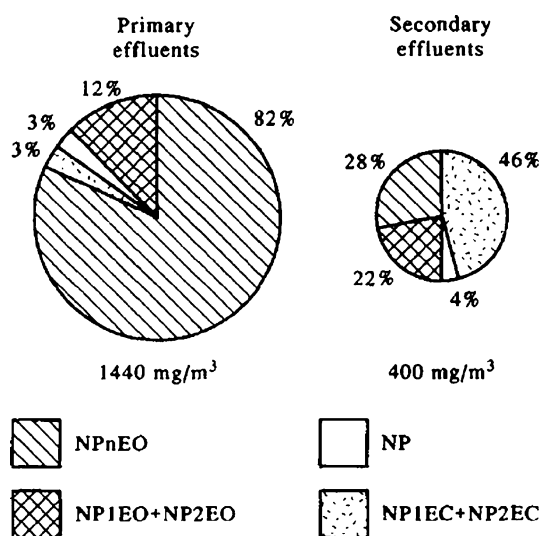 Primary
effluents
Secondary
effluents
12%
3%
3%
82%
28%
46%
22%
4%
1440 mg/m³
400 mg/m³
NPnEO
NP
NP1EO+NP2EO
NP1EC+NP2EC